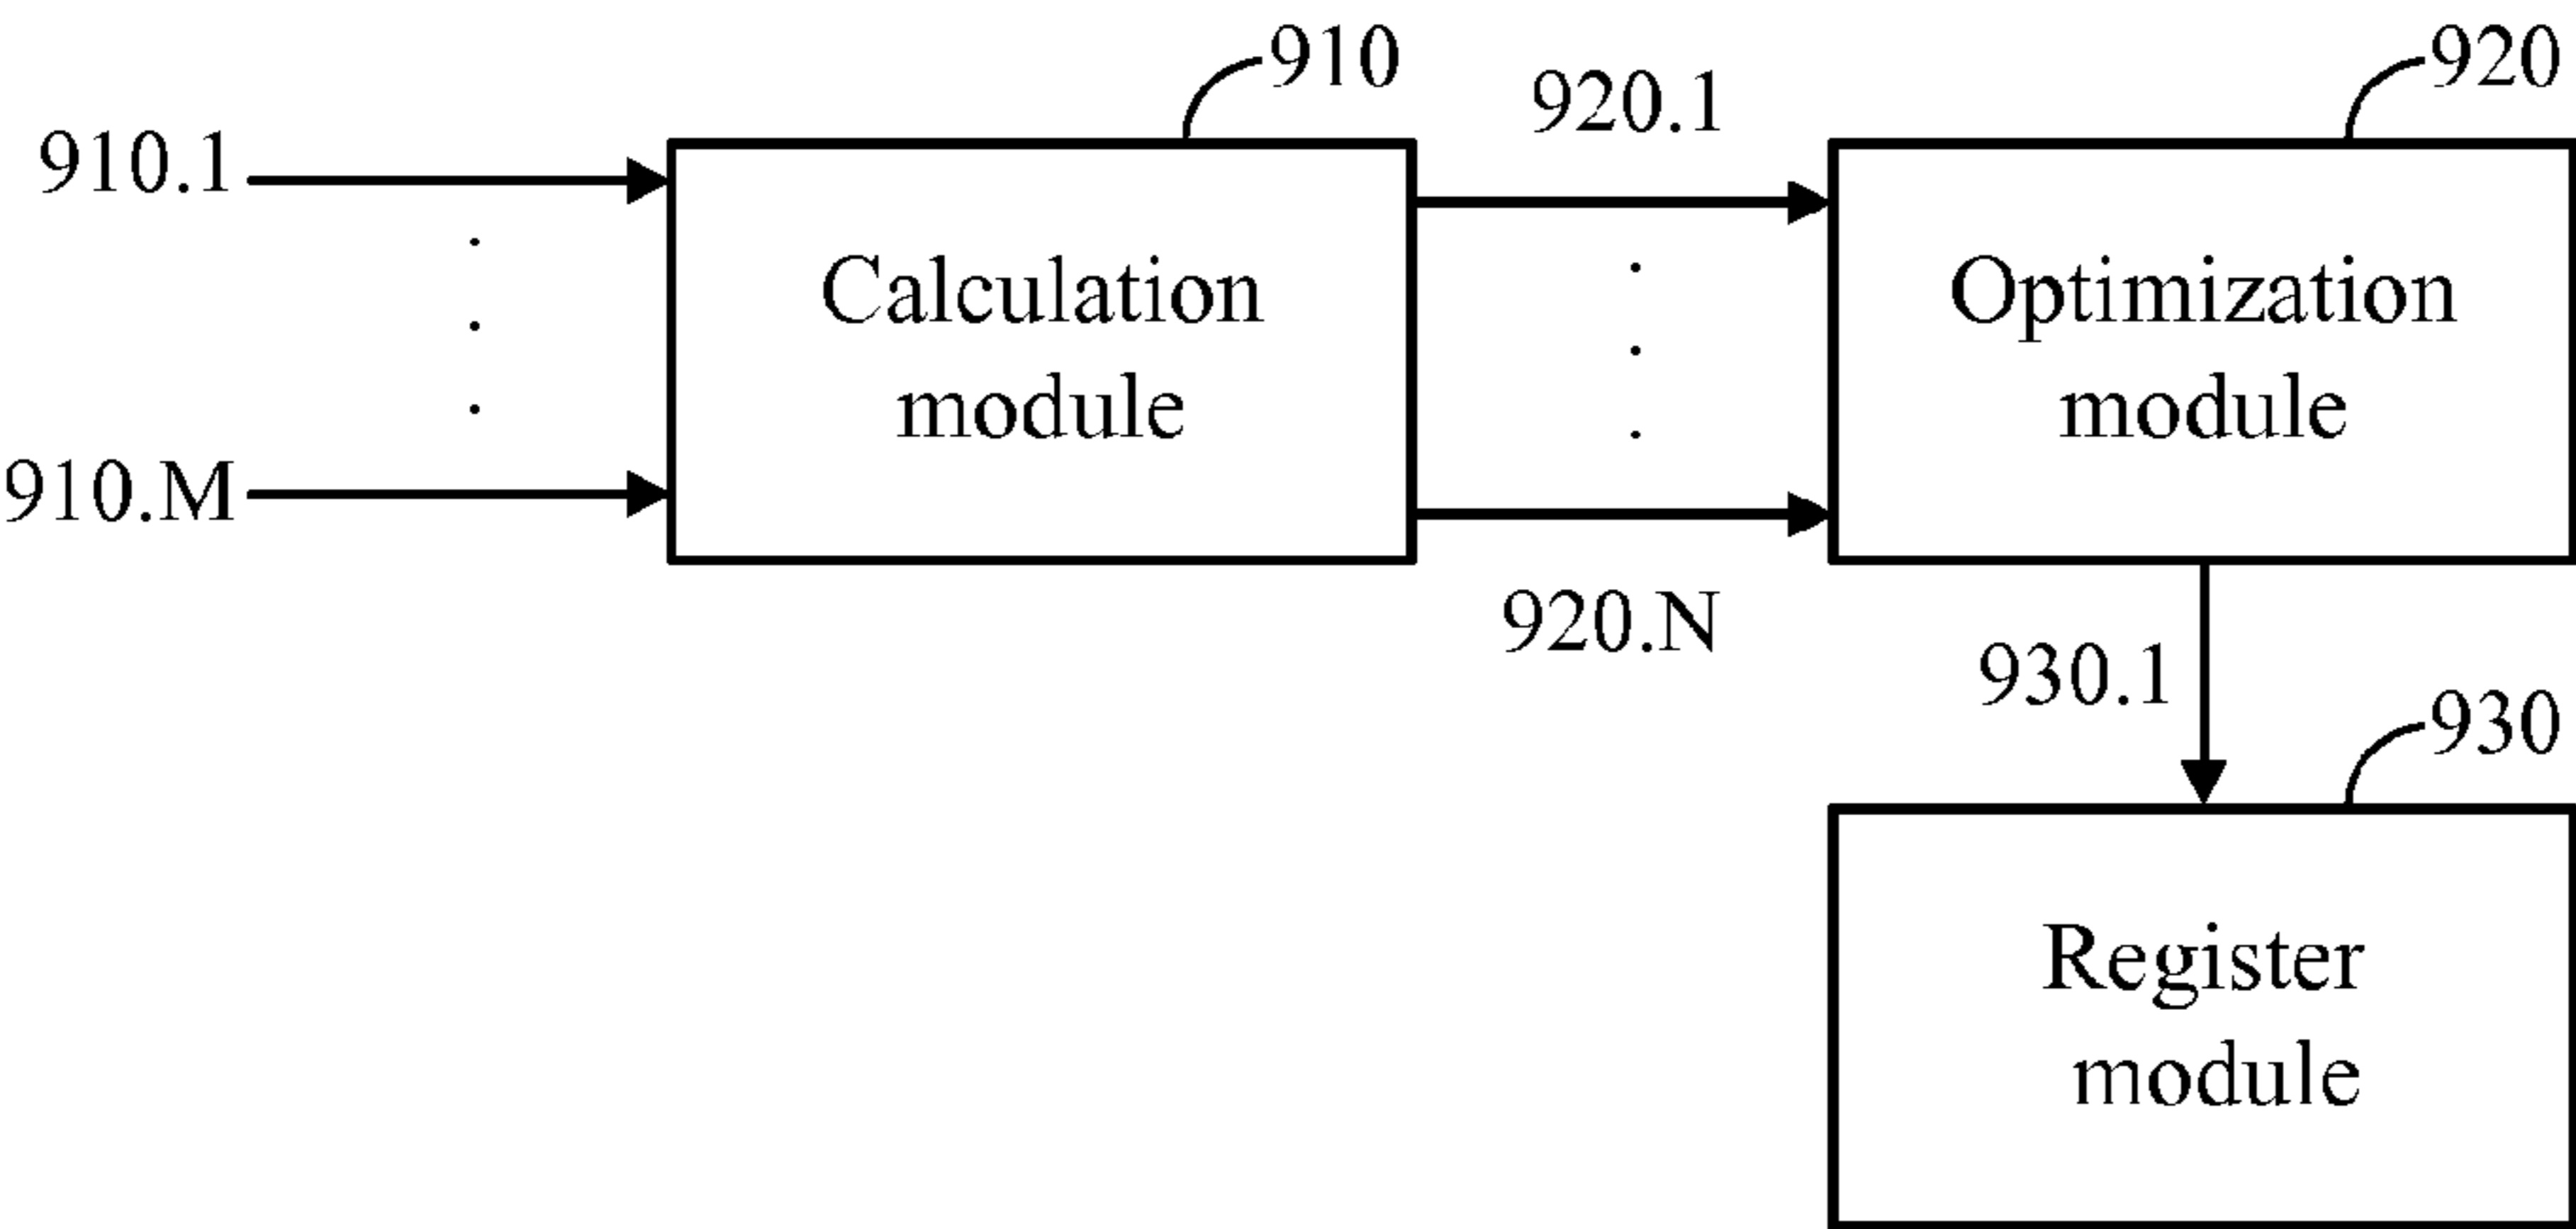 910
920
920.1
910.1
Calculation
module
Optimization
module
910.M
920.N
930.1
930
Register
module